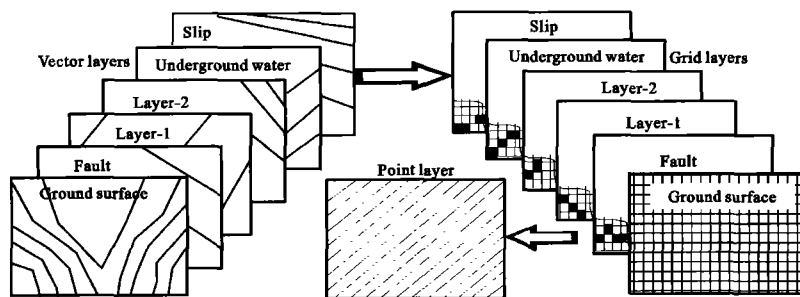 Slip
Vector layers
Underground water
Layer-2
Layer-1
Fault
Ground surface
Slip
Underground water
Grid layers
Layer-2
Layer-1
Fault
Ground surface
Point layer